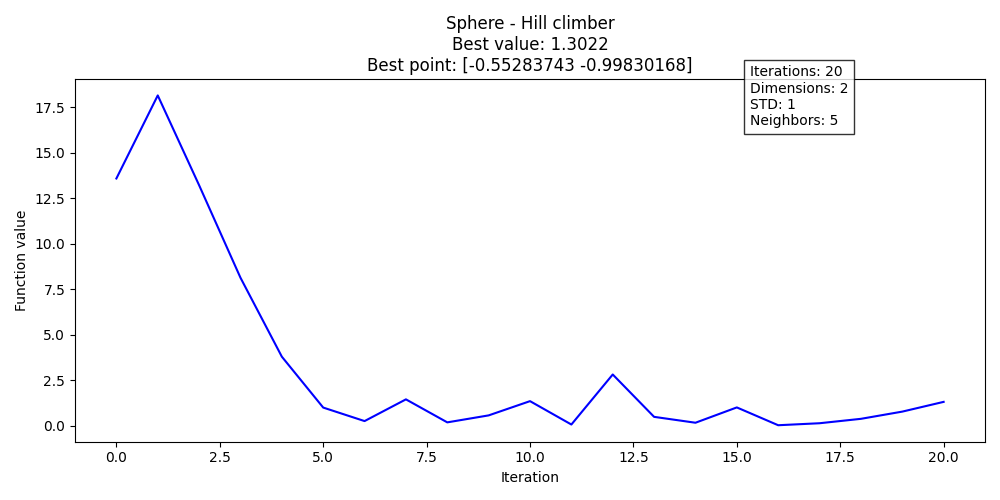 Sphere - Hill climber
Best value: 1.3022
Best point: [-0.55283743 -0.99830168]
Iterations: 20
Dimensions: 2
STD: 1
Neighbors: 5
17.5
15.0
12.5
10.0
7.5
5.0
2.5
0.0
Function value
0.0 2.5 5.0 7.5 10.0 12.5 15.0 17.5 20.0
Iteration